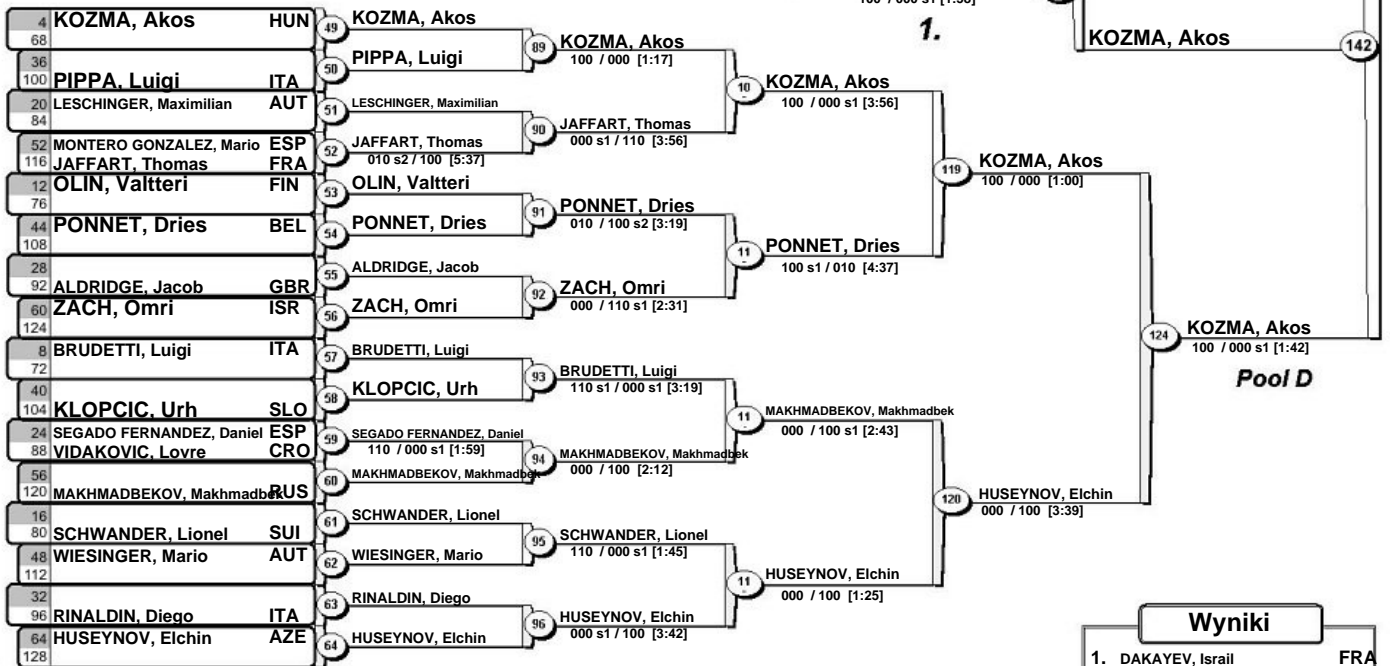 100 / 000 s1 [1:58]
1.
KOZMA, Akos
142
4 KOZMA, Akos HUN
68
36
100 PIPPA, Luigi ITA
20 LESCHINGER, Maximilian AUT
84
52 MONTERO GONZALEZ, Mario ESP
116 JAFFART, Thomas FRA
12 OLIN, Valtteri FIN
76
44 PONNET, Dries BEL
108
28
92 ALDRIDGE, Jacob GBR
60 ZACH, Omri ISR
124
8 BRUDETTI, Luigi ITA
72
40
104 KLOPCIC, Urh SLO
24 SEGADO FERNANDEZ, Daniel ESP
88 VIDAKOVIC, Lovre CRO
56
120 MAKHMADBEKOV, Makhmadbek RUS
16
80 SCHWANDER, Lionel SUI
48 WIESINGER, Mario AUT
112
32
96 RINALDIN, Diego ITA
64 HUSEYNOV, Elchin AZE
128
49 KOZMA, Akos
50 PIPPA, Luigi
51 LESCHINGER, Maximilian
52 JAFFART, Thomas
010 s2 / 100 [5:37]
53 OLIN, Valtteri
54 PONNET, Dries
55 ALDRIDGE, Jacob
56 ZACH, Omri
57 BRUDETTI, Luigi
58 KLOPCIC, Urh
59 SEGADO FERNANDEZ, Daniel
110 / 000 s1 [1:59]
60 MAKHMADBEKOV, Makhmadbek
61 SCHWANDER, Lionel
62 WIESINGER, Mario
63 RINALDIN, Diego
64 HUSEYNOV, Elchin
89 KOZMA, Akos
100 / 000 [1:17]
90 JAFFART, Thomas
000 s1 / 110 [3:56]
91 PONNET, Dries
010 / 100 s2 [3:19]
92 ZACH, Omri
000 / 110 s1 [2:31]
93 BRUDETTI, Luigi
110 s1 / 000 s1 [3:19]
94 MAKHMADBEKOV, Makhmadbek
000 / 100 [2:12]
95 SCHWANDER, Lionel
110 / 000 s1 [1:45]
96 HUSEYNOV, Elchin
000 s1 / 100 [3:42]
10 KOZMA, Akos
100 / 000 s1 [3:56]
11 PONNET, Dries
100 s1 / 010 [4:37]
11 MAKHMADBEKOV, Makhmadbek
000 / 100 s1 [2:43]
11 HUSEYNOV, Elchin
000 / 100 [1:25]
119 KOZMA, Akos
100 / 000 [1:00]
120 HUSEYNOV, Elchin
000 / 100 [3:39]
124 KOZMA, Akos
100 / 000 s1 [1:42]
Pool D
Wyniki
1. DAKAYEV, Israil FRA